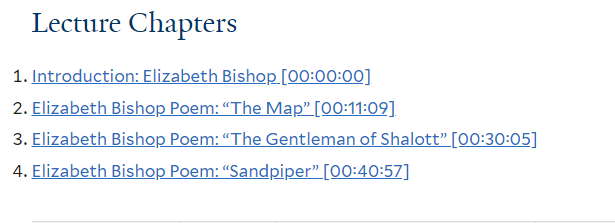 Lecture Chapters
1. Introduction: Elizabeth Bishop [00:00:00]
2. Elizabeth Bishop Poem: “The Map” [00:11:09]
3. Elizabeth Bishop Poem: “The Gentleman of Shalott” [00:30:05]
4. Elizabeth Bishop Poem: “Sandpiper” [00:40:57]